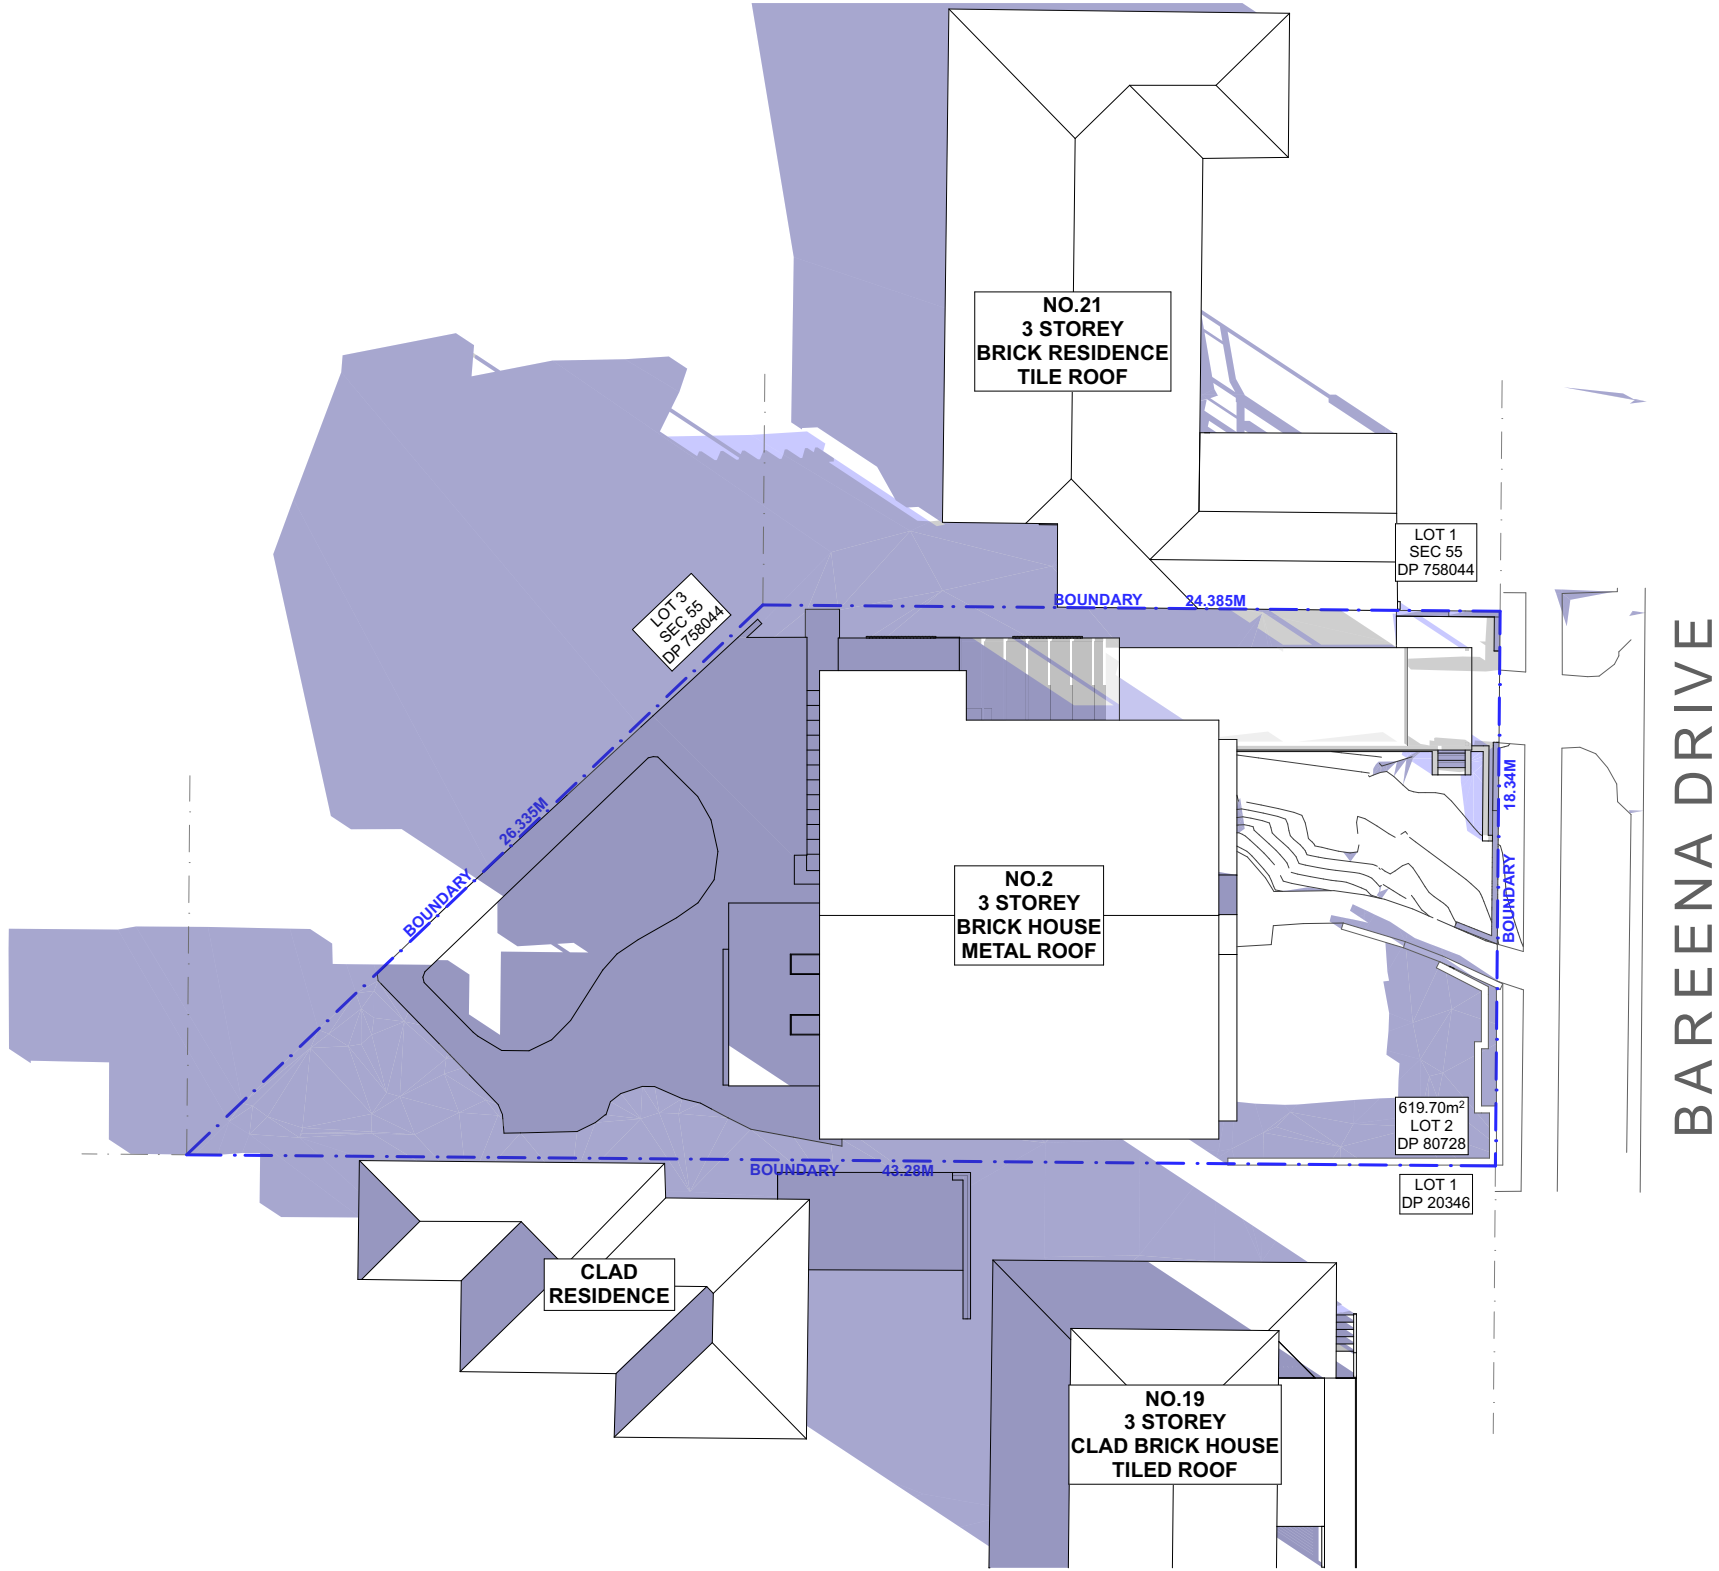 NO.21
3 STOREY
BRICK RESIDENCE
TILE ROOF
LOT 1
SEC 55
DP 758044
LOT 3
SEC 55
DP 758044
BOUNDARY 24.385M
BAREENA DRIVE
18.34M
BOUNDARY
26.335M
BOUNDARY
NO.2
3 STOREY
BRICK HOUSE
METAL ROOF
619.70m²
LOT 2
DP 80728
BOUNDARY 43.28M
LOT 1
DP 20346
CLAD
RESIDENCE
NO.19
3 STOREY
CLAD BRICK HOUSE
TILED ROOF